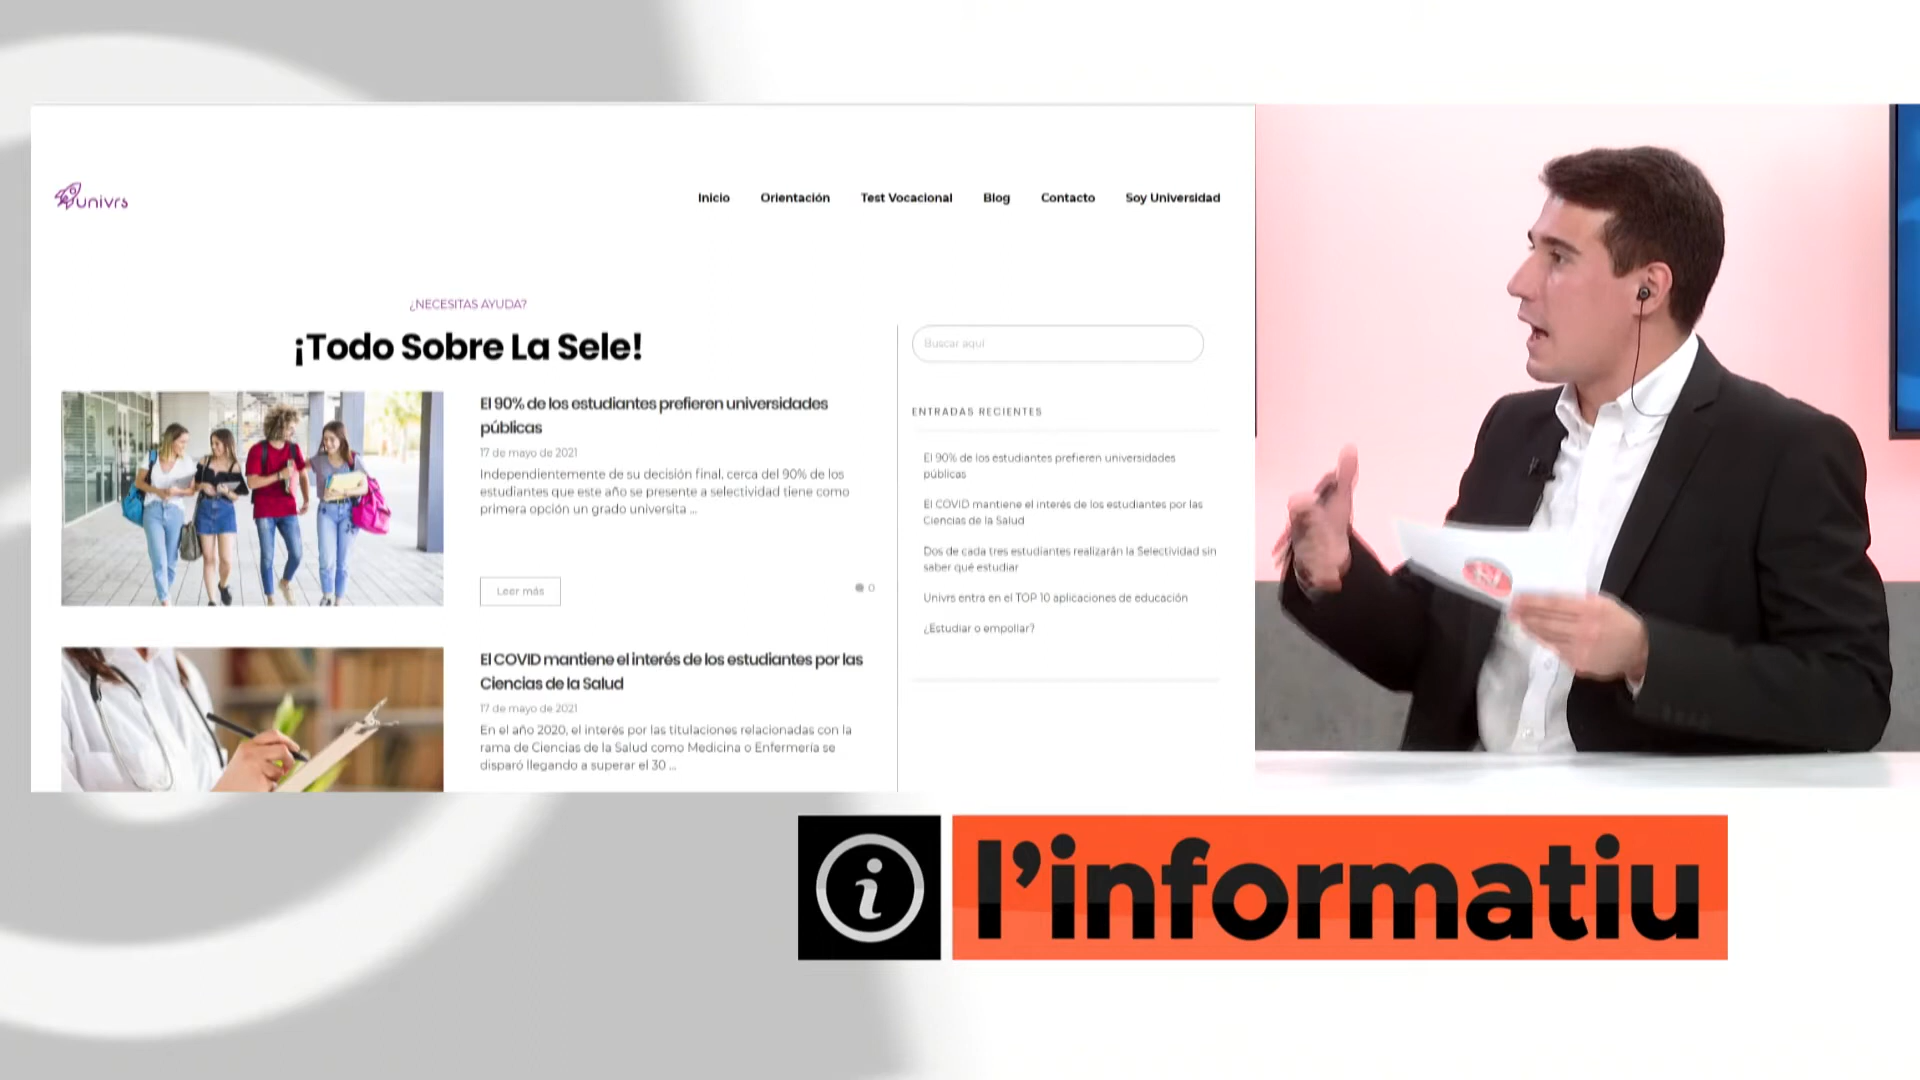 univrs
Inicio Orientación Test Vocacional Blog Contacto Soy Universidad
¿NECESITAS AYUDA?
¡Todo Sobre La Sele!
El 90% de los estudiantes prefieren universidades
públicas
17 de mayo de 2021
Independientemente de su decisión final, cerca del 90% de los
estudiantes que este año se presente a selectividad tiene como
primera opción un grado universita ...
Leer más
0
El COVID mantiene el interés de los estudiantes por las
Ciencias de la Salud
17 de mayo de 2021
En el año 2020, el interés por las titulaciones relacionadas con la
rama de Ciencias de la Salud como Medicina o Enfermería se
disparó llegando a superar el 30 ...
Buscar aquí
ENTRADAS RECIENTES
El 90% de los estudiantes prefieren universidades
públicas
El COVID mantiene el interés de los estudiantes por las
Ciencias de la Salud
Dos de cada tres estudiantes realizarán la Selectividad sin
saber qué estudiar
Univrs entra en el TOP 10 aplicaciones de educación
¿Estudiar o empollar?
i l'informatiu